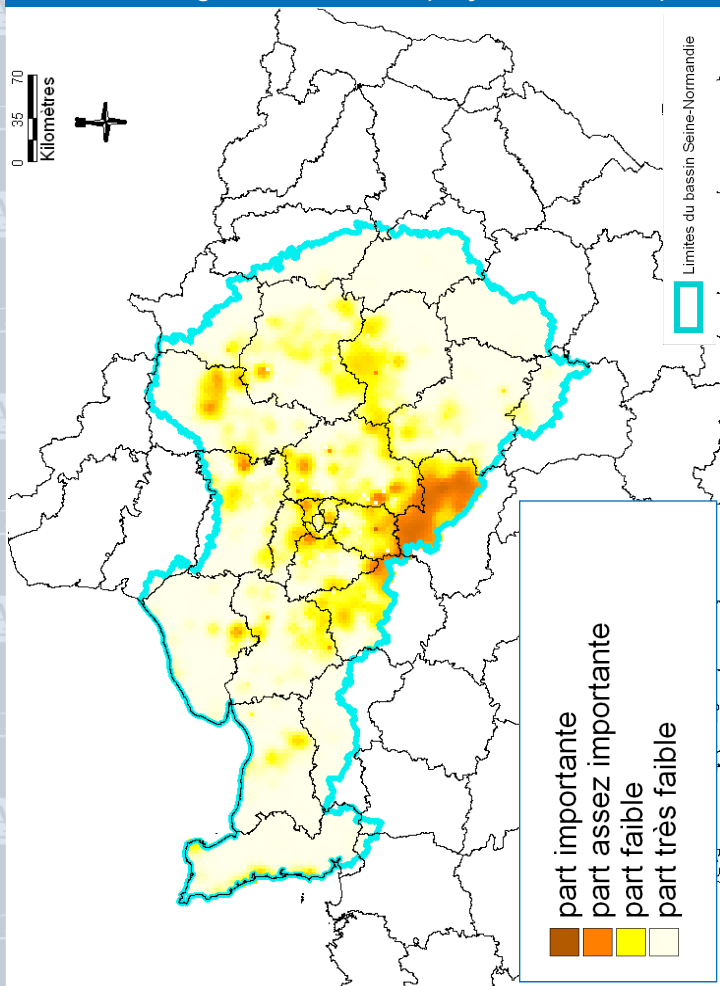 0 35 70
Kilomètres
part importante
part assez importante
part faible
part très faible
Limites du bassin Seine-Normandie